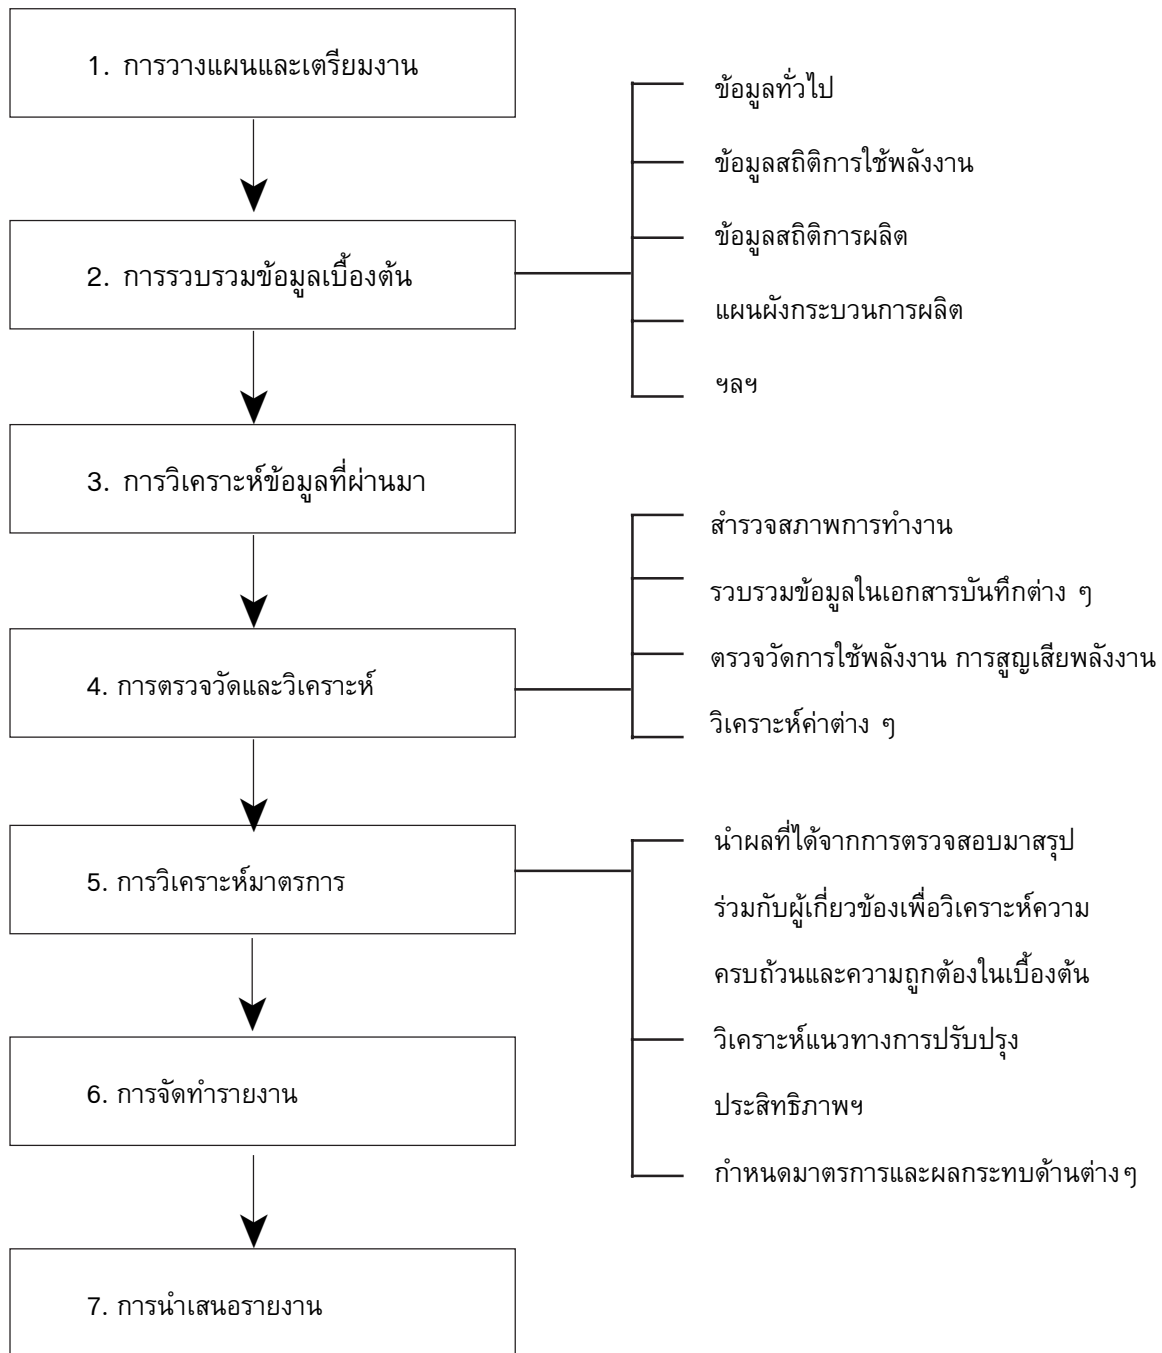 1. การวางแผนและเตรียมงาน
2. การรวบรวมข้อมูลเบื้องต้น
ข้อมูลทั่วไป
ข้อมูลสถิติการใช้พลังงาน
ข้อมูลสถิติการผลิต
แผนผังกระบวนการผลิต
ฯลฯ
3. การวิเคราะห์ข้อมูลที่ผ่านมา
4. การตรวจวัดและวิเคราะห์
สำรวจสภาพการทำงาน
รวบรวมข้อมูลในเอกสารบันทึกต่าง ๆ
ตรวจวัดการใช้พลังงาน การสูญเสียพลังงาน
วิเคราะห์ค่าต่าง ๆ
5. การวิเคราะห์มาตรการ
นำผลที่ได้จากการตรวจสอบมาสรุป
ร่วมกับผู้เกี่ยวข้องเพื่อวิเคราะห์ความ
ครบถ้วนและความถูกต้องในเบื้องต้น
วิเคราะห์แนวทางการปรับปรุง
ประสิทธิภาพฯ
กำหนดมาตรการและผลกระทบด้านต่างๆ
6. การจัดทำรายงาน
7. การนำเสนอรายงาน